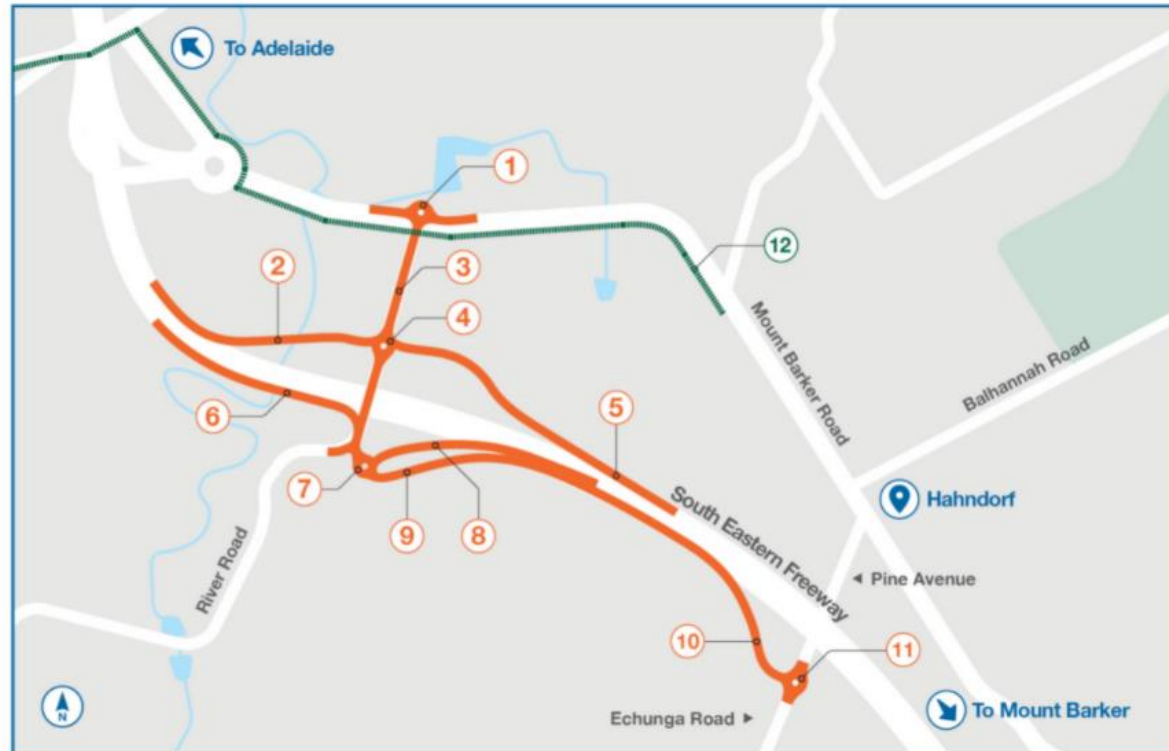 To Adelaide
1
12
2
3
4
Mount Barker Road
Balhannah Road
5
6
7
9
8
South Eastern Freeway
Hahndorf
River Road
◄ Pine Avenue
10
11
N
Echunga Road ►
To Mount Barker